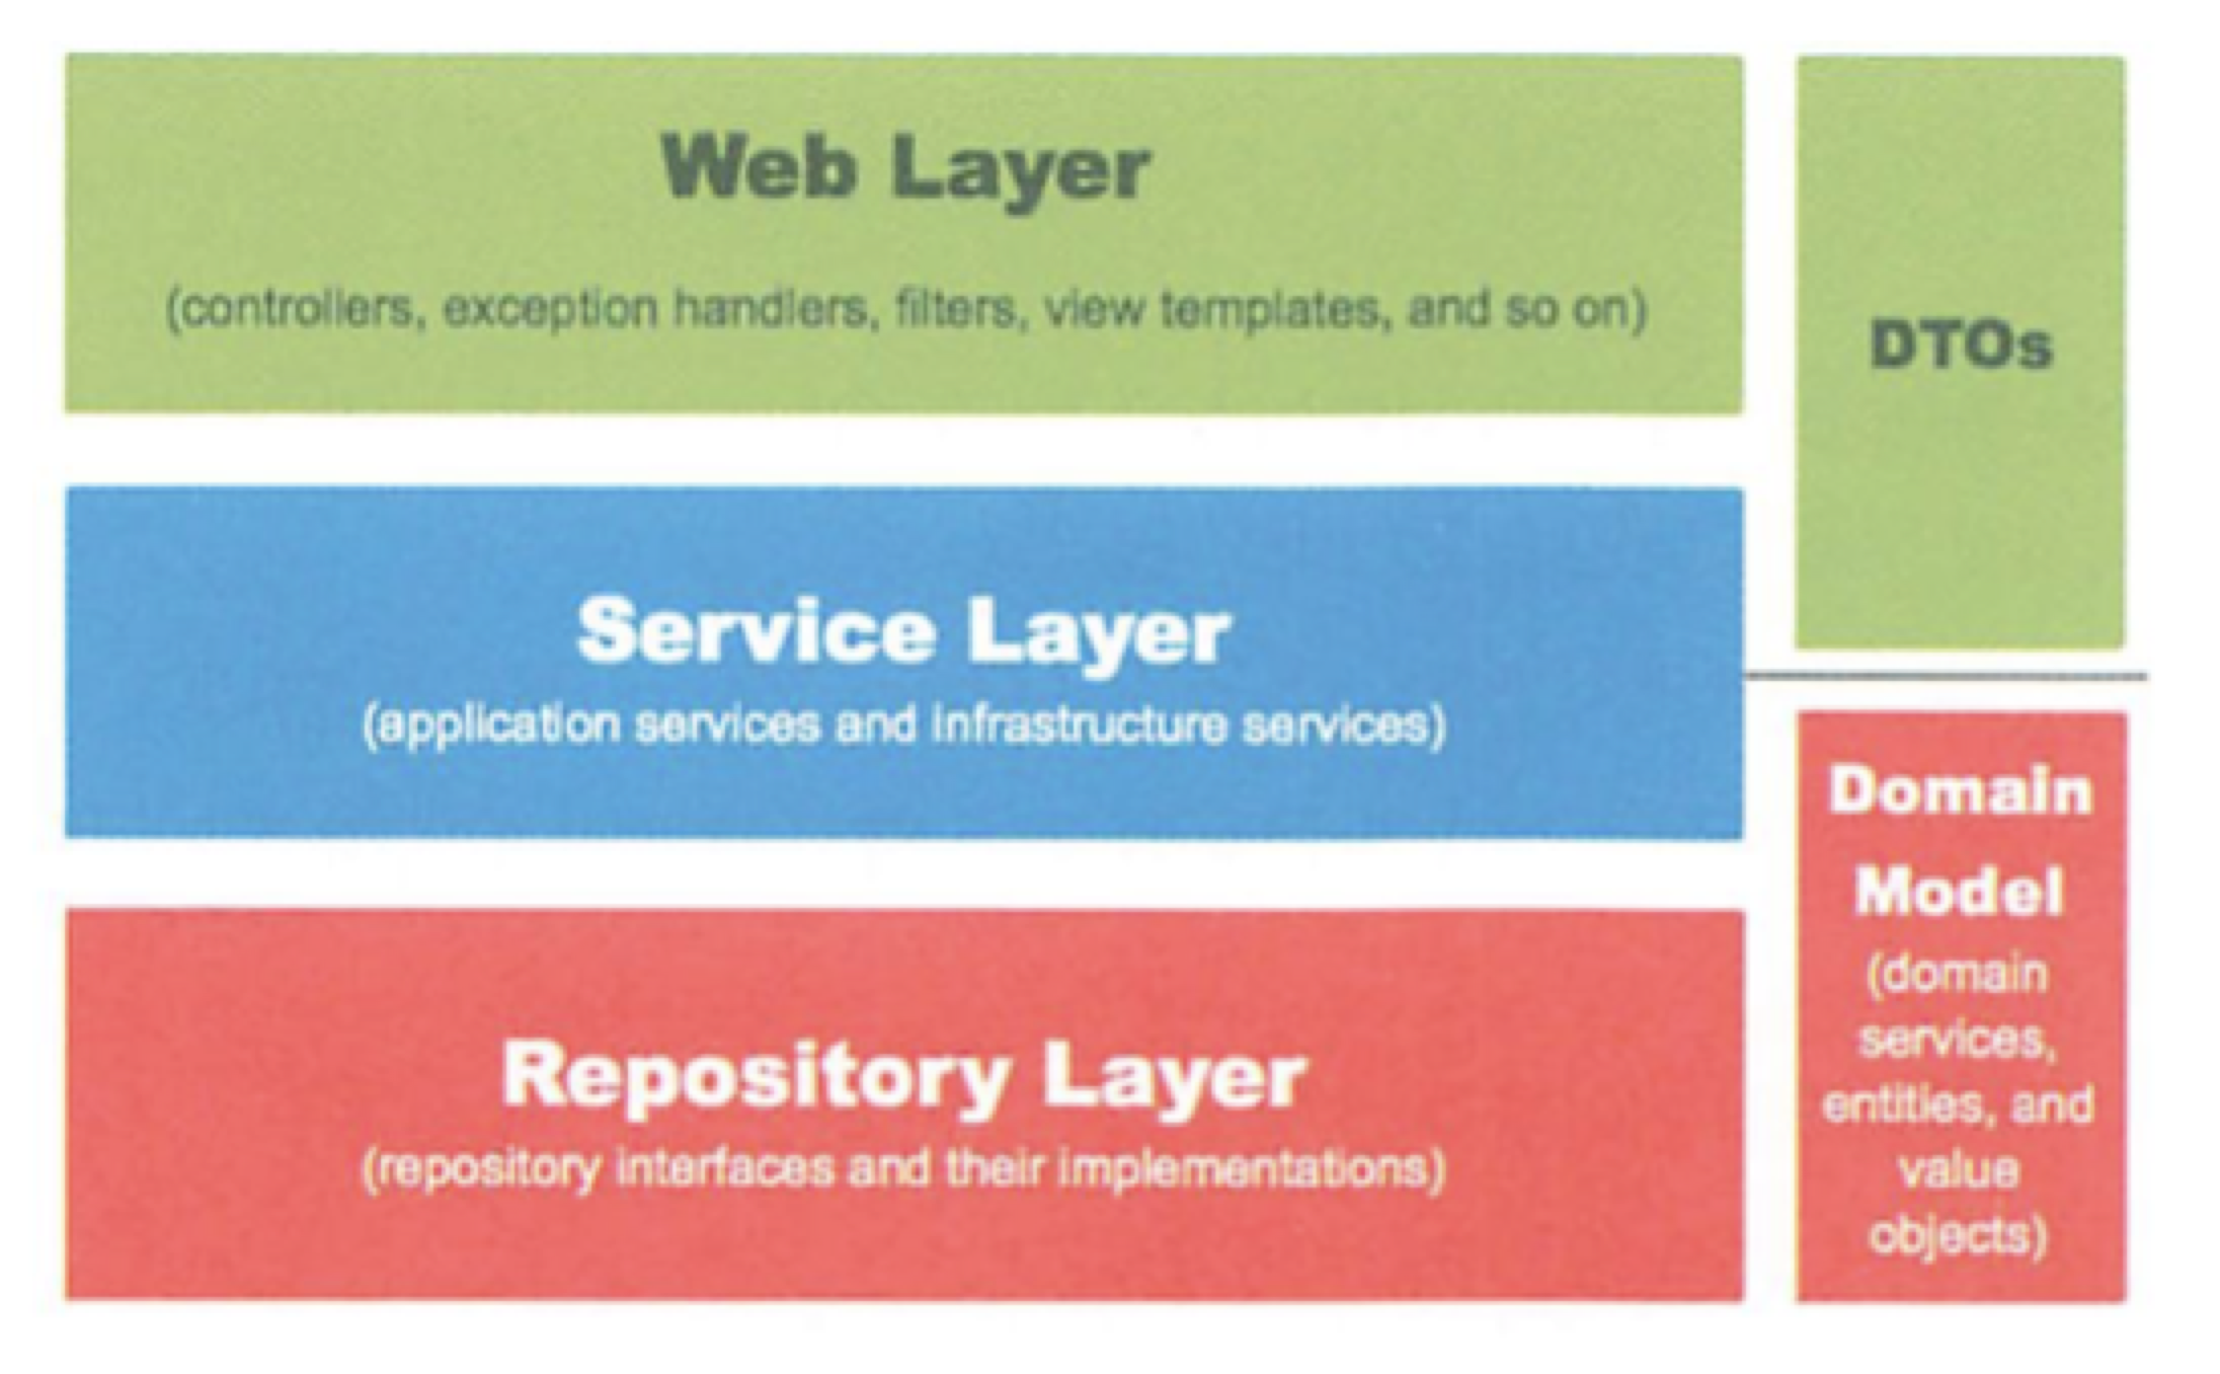 Web Layer
(controllers, exception handlers, filters, view templates, and so on)
DTOs
Service Layer
(application services and infrastructure services)
Repository Layer
(repository interfaces and their implementations)
Domain
Model
(domain
services,
entities, and
value
objects)